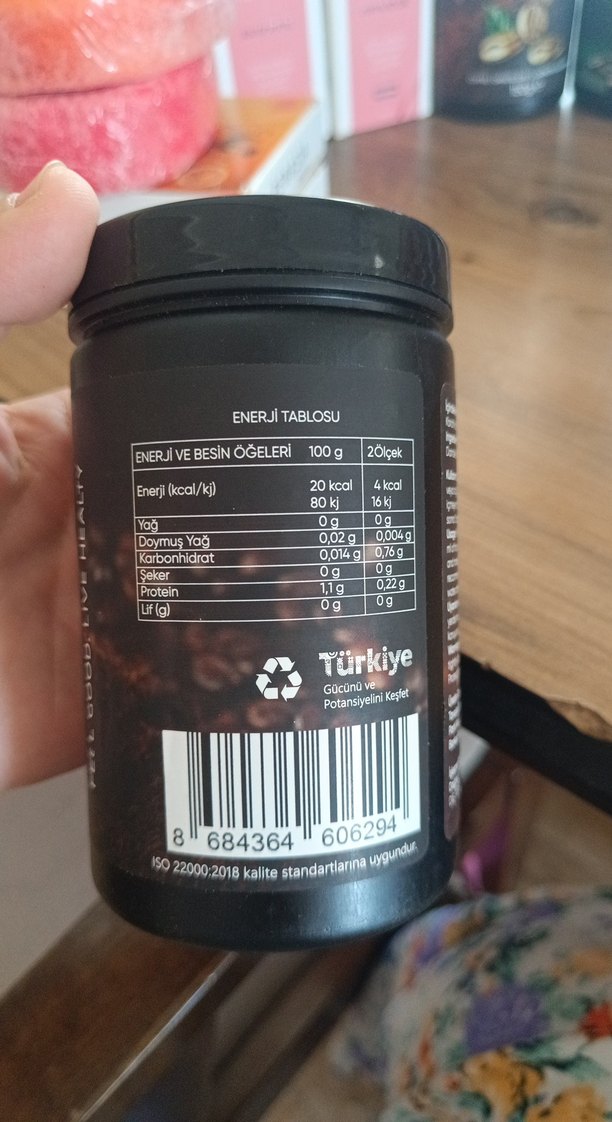 ENERJİ TABLOSU
ENERJİ VE BESİN ÖĞELERİ 100 g 2Ölçek
Enerji (kcal/kj) 20 kcal 4 kcal
80 kj 16 kj
Yağ 0 g 0 g
Doymuş Yağ 0,02 g 0,004 g
Karbonhidrat 0,014 g 0,76 g
Şeker 0 g 0 g
Protein 1,1 g 0,22 g
Lif (g) 0 g 0 g
Türkiye
Gücünü ve
Potansiyelini Keşfet
8 684364 606294
ISO 22000:2018 kalite standartlarına uygundur.
GOOD, LIVE HEALTY